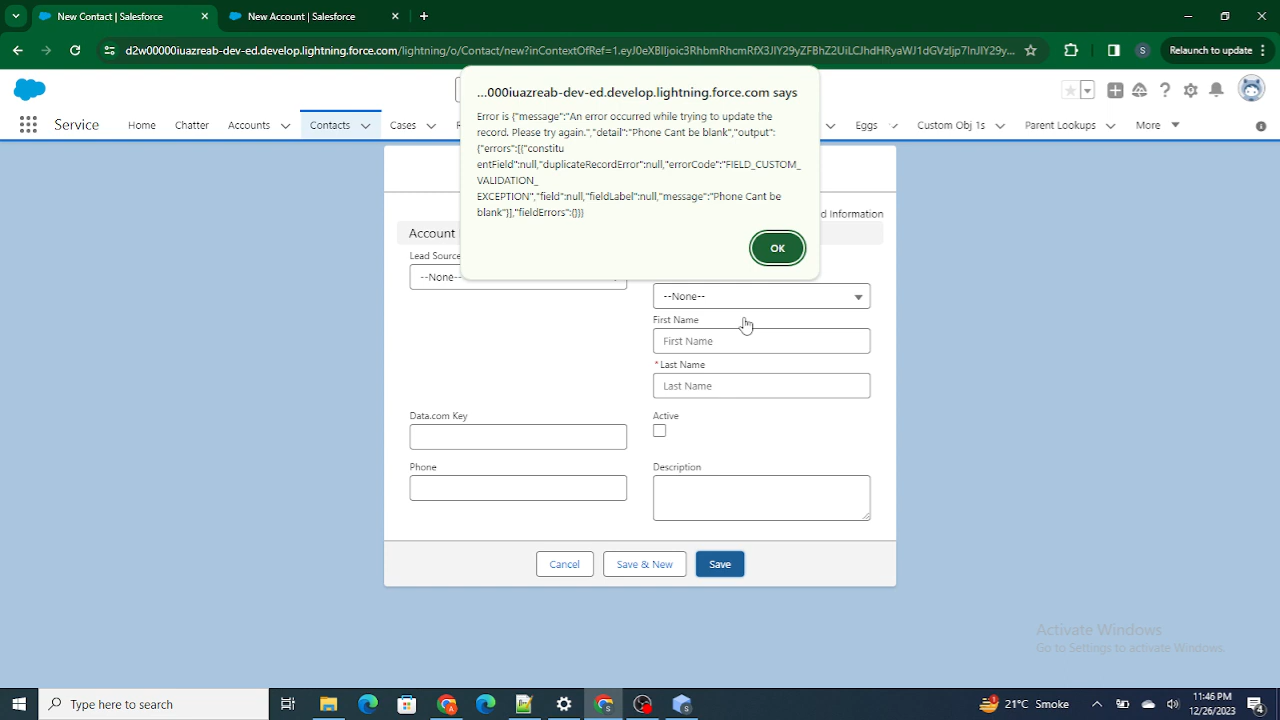 New Contact | Salesforce
New Account | Salesforce
d2w00000iuazreab-dev-ed.develop.lightning.force.com/lightning/o/Contact/new?inContextOfRef=1.eyJ0eXBlIjoic3RhbmRhcmRfX3JlY29yZFBhZ2UiLCJhdHRyaWJ1dGVzIjp7InJlY29y...
S
Relaunch to update
Service
Home
Chatter
Accounts
Contacts
Cases
Eggs
Custom Obj 1s
Parent Lookups
More
...000iuazreab-dev-ed.develop.lightning.force.com says
Error is {"message":"An error occurred while trying to update the
record. Please try again.","detail":"Phone Cant be blank","output":
{"errors":[{"constitu
entField":null,"duplicateRecordError":null,"errorCode":"FIELD_CUSTOM_
VALIDATION_
EXCEPTION","field":null,"fieldLabel":null,"message":"Phone Cant be
blank"}],"fieldErrors":{}}}
OK
d Information
Account
Lead Source
--None--
--None--
First Name
First Name
*Last Name
Last Name
Data.com Key
Active
Phone
Description
Cancel
Save & New
Save
Activate Windows
Go to Settings to activate Windows.
Type here to search
21°C Smoke
11:46 PM
12/26/2023
4